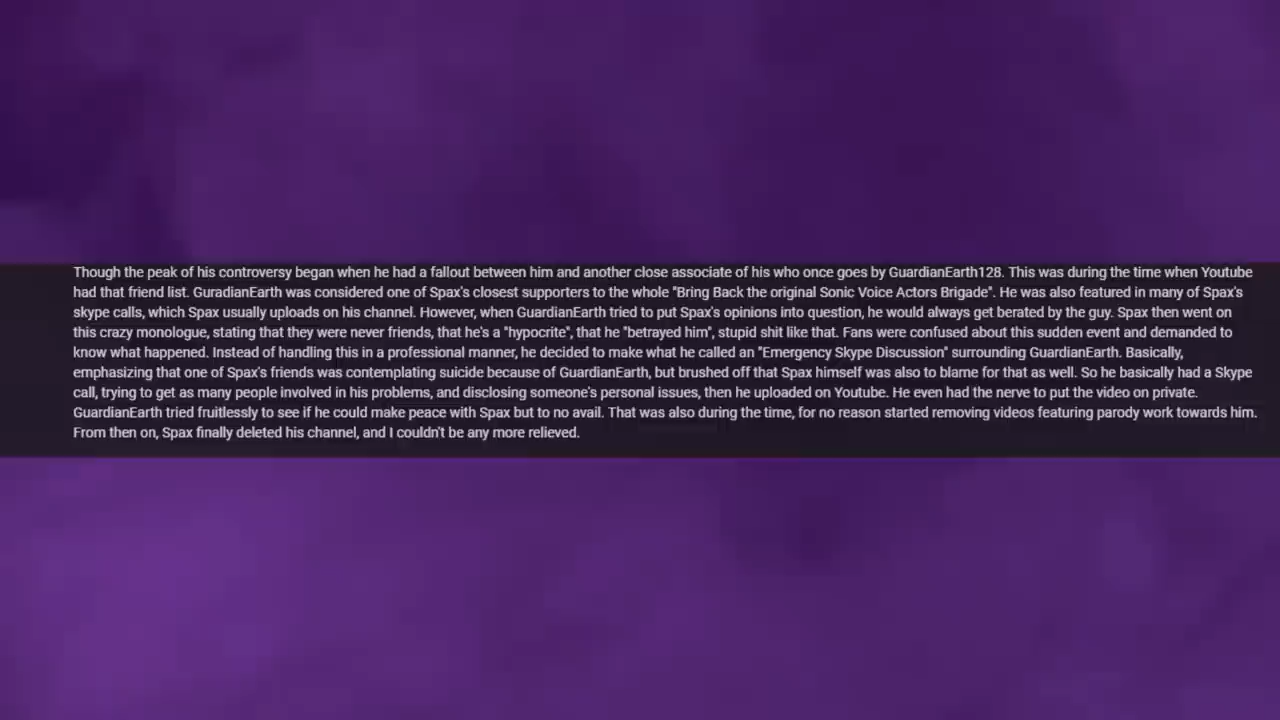 Though the peak of his controversy began when he had a fallout between him and another close associate of his who once goes by GuardianEarth128. This was during the time when Youtube
had that friend list. GuradianEarth was considered one of Spax's closest supporters to the whole "Bring Back the original Sonic Voice Actors Brigade". He was also featured in many of Spax's
skype calls, which Spax usually uploads on his channel. However, when GuardianEarth tried to put Spax's opinions into question, he would always get berated by the guy. Spax then went on
this crazy monologue, stating that they were never friends, that he's a "hypocrite", that he "betrayed him", stupid shit like that. Fans were confused about this sudden event and demanded to
know what happened. Instead of handling this in a professional manner, he decided to make what he called an "Emergency Skype Discussion" surrounding GuardianEarth. Basically,
emphasizing that one of Spax's friends was contemplating suicide because of GuardianEarth, but brushed off that Spax himself was also to blame for that as well. So he basically had a Skype
call, trying to get as many people involved in his problems, and disclosing someone's personal issues, then he uploaded on Youtube. He even had the nerve to put the video on private.
GuardianEarth tried fruitlessly to see if he could make peace with Spax but to no avail. That was also during the time, for no reason started removing videos featuring parody work towards him.
From then on, Spax finally deleted his channel, and I couldn't be any more relieved.